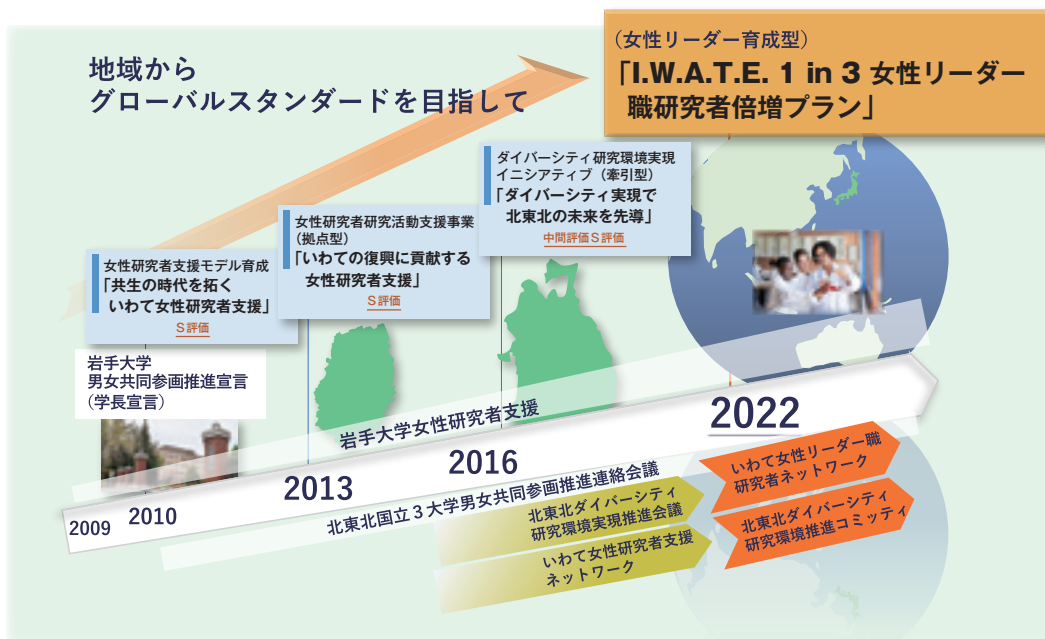 地域から
グローバルスタンダードを目指して
（女性リーダー育成型）
「I.W.A.T.E. 1 in 3 女性リーダー
職研究者倍増プラン」
ダイバーシティ研究環境実現
イニシアティブ（牽引型）
「ダイバーシティ実現で
北東北の未来を先導」
中間評価Ｓ評価
女性研究者研究活動支援事業
（拠点型）
「いわての復興に貢献する
女性研究者支援」
Ｓ評価
女性研究者支援モデル育成
「共生の時代を拓く
いわて女性研究者支援」
Ｓ評価
岩手大学
男女共同参画推進宣言
（学長宣言）
岩手大学女性研究者支援
2009
2010
2013
2016
2022
北東北国立３大学男女共同参画推進連絡会議
北東北ダイバーシティ
研究環境実現推進会議
いわて女性研究者支援
ネットワーク
いわて女性リーダー職
研究者ネットワーク
北東北ダイバーシティ
研究環境推進コミッティ